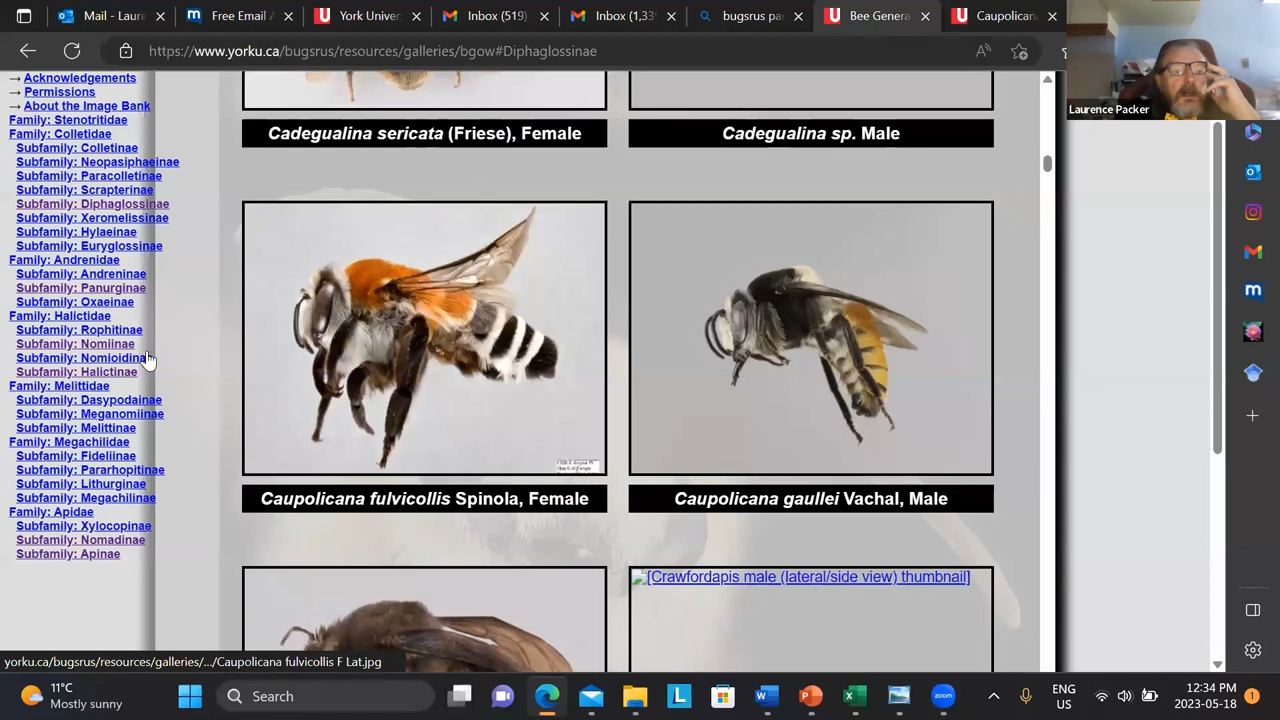 Mail - Laure
Free Email A
York Univer
Inbox (519)
Inbox (1,33
bugsrus pa
Bee Genera
Caupolicana
https://www.yorku.ca/bugsrus/resources/galleries/bgow#Diphaglossinae
Laurence Packer
→ Acknowledgements
→ Permissions
→ About the Image Bank
Family: Stenotritidae
Family: Colletidae
Subfamily: Colletinae
Subfamily: Neopasiphaeinae
Subfamily: Paracolletinae
Subfamily: Scrapterinae
Subfamily: Diphaglossinae
Subfamily: Xeromelissinae
Subfamily: Hylaeinae
Subfamily: Euryglossinae
Family: Andrenidae
Subfamily: Andreninae
Subfamily: Panurginae
Subfamily: Oxaeinae
Family: Halictidae
Subfamily: Rophitinae
Subfamily: Nomiinae
Subfamily: Nomioidina
Subfamily: Halictinae
Family: Melittidae
Subfamily: Dasypodainae
Subfamily: Meganomiinae
Subfamily: Melittinae
Family: Megachilidae
Subfamily: Fideliinae
Subfamily: Pararhopitinae
Subfamily: Lithurginae
Subfamily: Megachilinae
Family: Apidae
Subfamily: Xylocopinae
Subfamily: Nomadinae
Subfamily: Apinae
Cadegualina sericata (Friese), Female
Cadegualina sp. Male
Caupolicana fulvicollis Spinola, Female
Caupolicana gaullei Vachal, Male
[Crawfordapis male (lateral/side view) thumbnail]
yorku.ca/bugsrus/resources/galleries/.../Caupolicana fulvicollis F Lat.jpg
11°C
Mostly sunny
Search
zoom
ENG
US
12:34 PM
2023-05-18
1